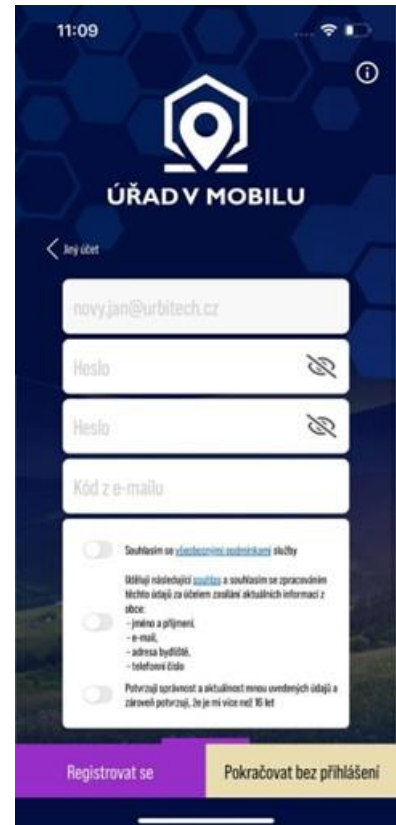 11:09
ÚŘAD V MOBILU
Jiný účet
novy.jan@urbitech.cz
Heslo
Heslo
Kód z e-mailu
Souhlasím se všeobecnými podmínkami služby
Uděluji následující souhlas a souhlasím se zpracováním
těchto údajů za účelem zasílání aktuálních informací z
obce:
- jméno a příjmení,
- e-mail,
- adresa bydliště,
- telefonní číslo
Potvrzuji správnost a aktuálnost mnou uvedených údajů a
zároveň potvrzuji, že je mi více než 16 let
Registrovat se
Pokračovat bez přihlášení